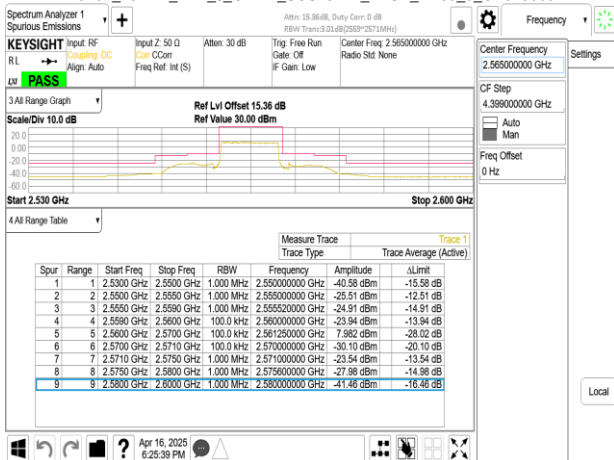 Spectrum Analyzer 1
Spurious Emissions
Attn: 15.36dB, Duty Corr: 0 dB
RBW Tranc3.01dB(2559~2571MHz)
Frequency
KEYSIGHT
RL
PASS
Input: RF
Coupling: DC
Align: Auto
Input Z: 50 Ω
Corr CCorr
Freq Ref: Int (S)
Atten: 30 dB
Trig: Free Run
Gate: Off
IF Gain: Low
Center Freq: 2.565000000 GHz
Radio Std: None
Center Frequency
2.565000000 GHz
Settings
CF Step
4.399000000 GHz
Auto
Man
Freq Offset
0 Hz
3 All Range Graph
Scale/Div 10.0 dB
Ref Lvl Offset 15.36 dB
Ref Value 30.00 dBm
20.0
0.00
-20.0
-40.0
-60.0
Start 2.530 GHz
Stop 2.600 GHz
4 All Range Table
Measure Trace Trace 1
Trace Type Trace Average (Active)
Spur Range Start Freq Stop Freq RBW Frequency Amplitude ΔLimit
1 1 2.5300 GHz 2.5500 GHz 1.000 MHz 2.550000000 GHz -40.58 dBm -15.58 dB
2 2 2.5500 GHz 2.5550 GHz 1.000 MHz 2.555000000 GHz -25.51 dBm -12.51 dB
3 3 2.5550 GHz 2.5590 GHz 1.000 MHz 2.555520000 GHz -24.91 dBm -14.91 dB
4 4 2.5590 GHz 2.5600 GHz 100.0 kHz 2.560000000 GHz -23.94 dBm -13.94 dB
5 5 2.5600 GHz 2.5700 GHz 100.0 kHz 2.561250000 GHz 7.982 dBm -28.02 dB
6 6 2.5700 GHz 2.5710 GHz 100.0 kHz 2.570000000 GHz -30.10 dBm -20.10 dB
7 7 2.5710 GHz 2.5750 GHz 1.000 MHz 2.571000000 GHz -23.54 dBm -13.54 dB
8 8 2.5750 GHz 2.5800 GHz 1.000 MHz 2.575600000 GHz -27.98 dBm -14.98 dB
9 9 2.5800 GHz 2.6000 GHz 1.000 MHz 2.580000000 GHz -41.46 dBm -16.46 dB
Local
Apr 16, 2025
6:25:39 PM